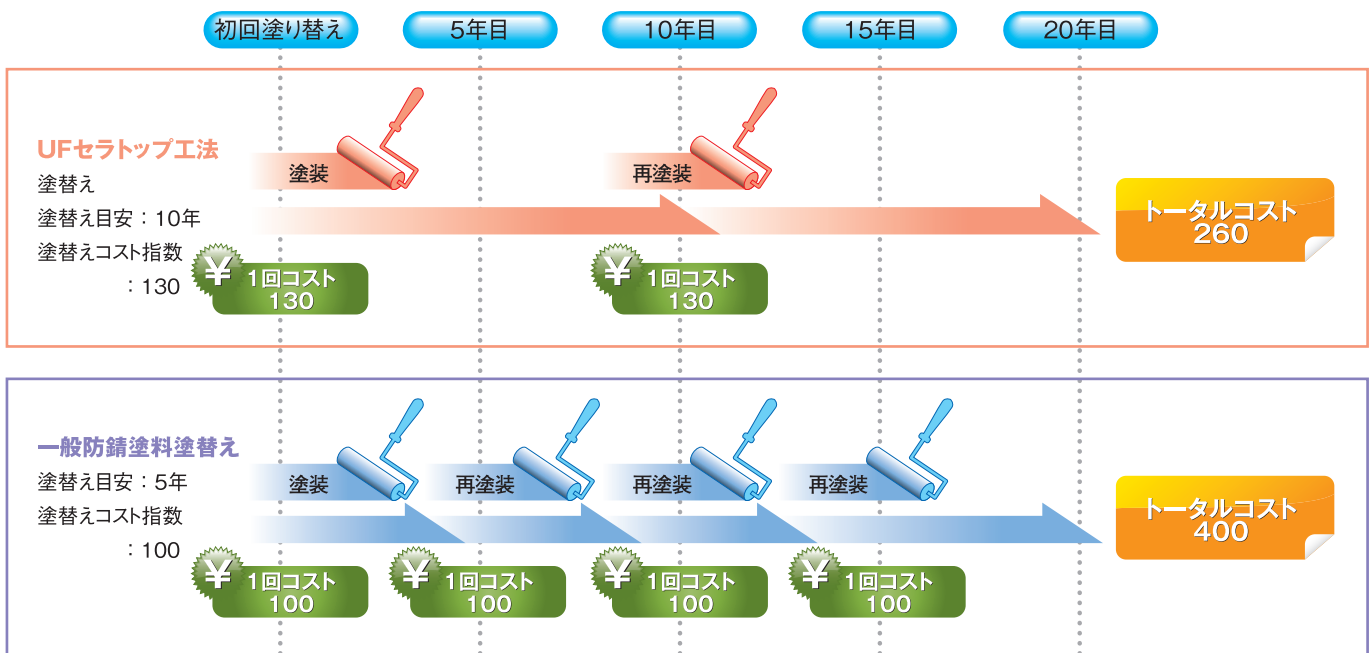 初回塗り替え
5年目
10年目
15年目
20年目
UFセラトップ工法
塗替え
塗替え目安：10年
塗替えコスト指数
：130
塗装
再塗装
¥
1回コスト
130
¥
1回コスト
130
トータルコスト
260
一般防錆塗料塗替え
塗替え目安：5年
塗替えコスト指数
：100
塗装
再塗装
再塗装
再塗装
¥
1回コスト
100
¥
1回コスト
100
¥
1回コスト
100
¥
1回コスト
100
トータルコスト
400